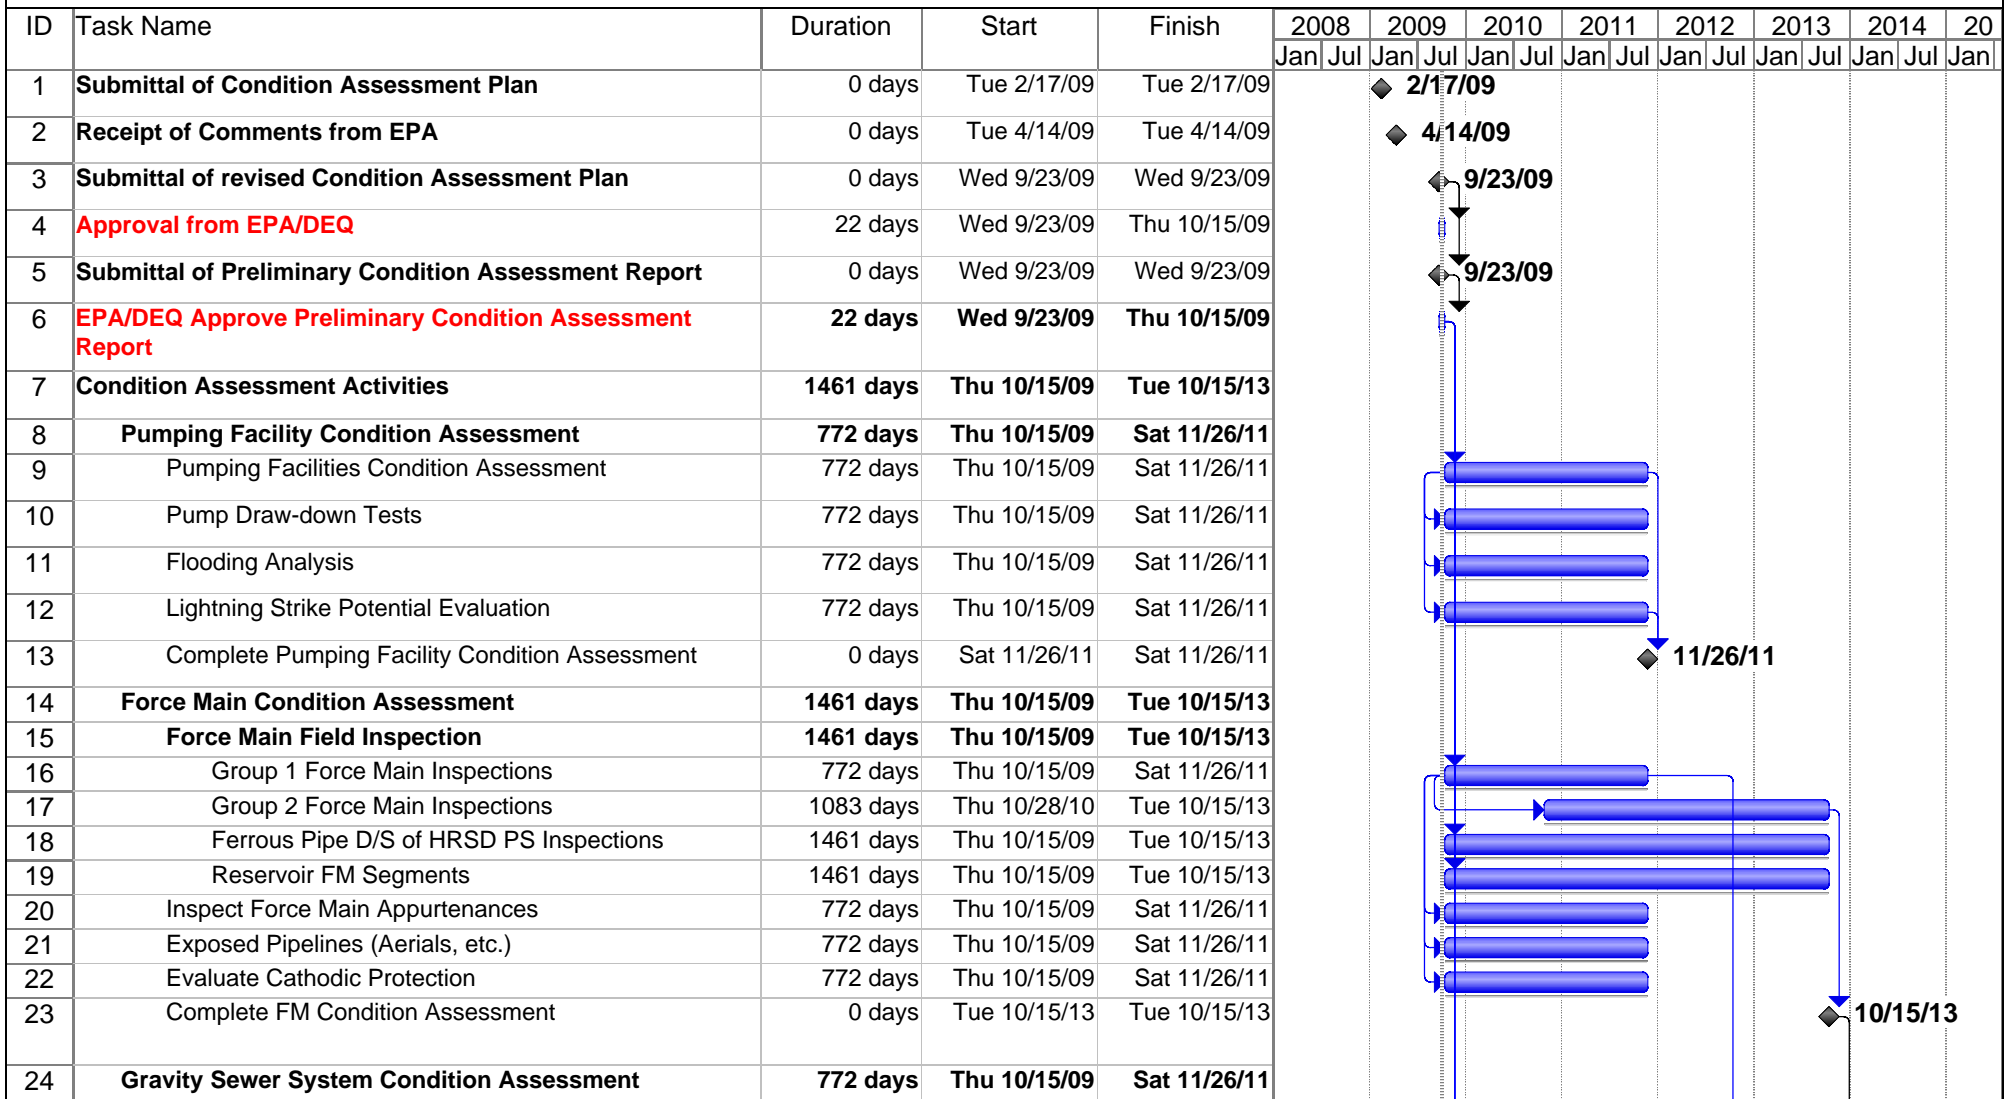 ID Task Name Duration Start Finish 2008 2009 2010 2011 2012 2013 2014 20
Jan Jul Jan Jul Jan Jul Jan Jul Jan Jul Jan Jul Jan Jul Jan
1 Submittal of Condition Assessment Plan 0 days Tue 2/17/09 Tue 2/17/09 2/17/09
2 Receipt of Comments from EPA 0 days Tue 4/14/09 Tue 4/14/09 4/14/09
3 Submittal of revised Condition Assessment Plan 0 days Wed 9/23/09 Wed 9/23/09 9/23/09
4 Approval from EPA/DEQ 22 days Wed 9/23/09 Thu 10/15/09
5 Submittal of Preliminary Condition Assessment Report 0 days Wed 9/23/09 Wed 9/23/09 9/23/09
6 EPA/DEQ Approve Preliminary Condition Assessment 22 days Wed 9/23/09 Thu 10/15/09
Report
7 Condition Assessment Activities 1461 days Thu 10/15/09 Tue 10/15/13
8 Pumping Facility Condition Assessment 772 days Thu 10/15/09 Sat 11/26/11
9 Pumping Facilities Condition Assessment 772 days Thu 10/15/09 Sat 11/26/11
10 Pump Draw-down Tests 772 days Thu 10/15/09 Sat 11/26/11
11 Flooding Analysis 772 days Thu 10/15/09 Sat 11/26/11
12 Lightning Strike Potential Evaluation 772 days Thu 10/15/09 Sat 11/26/11
13 Complete Pumping Facility Condition Assessment 0 days Sat 11/26/11 Sat 11/26/11 11/26/11
14 Force Main Condition Assessment 1461 days Thu 10/15/09 Tue 10/15/13
15 Force Main Field Inspection 1461 days Thu 10/15/09 Tue 10/15/13
16 Group 1 Force Main Inspections 772 days Thu 10/15/09 Sat 11/26/11
17 Group 2 Force Main Inspections 1083 days Thu 10/28/10 Tue 10/15/13
18 Ferrous Pipe D/S of HRSD PS Inspections 1461 days Thu 10/15/09 Tue 10/15/13
19 Reservoir FM Segments 1461 days Thu 10/15/09 Tue 10/15/13
20 Inspect Force Main Appurtenances 772 days Thu 10/15/09 Sat 11/26/11
21 Exposed Pipelines (Aerials, etc.) 772 days Thu 10/15/09 Sat 11/26/11
22 Evaluate Cathodic Protection 772 days Thu 10/15/09 Sat 11/26/11
23 Complete FM Condition Assessment 0 days Tue 10/15/13 Tue 10/15/13 10/15/13
24 Gravity Sewer System Condition Assessment 772 days Thu 10/15/09 Sat 11/26/11